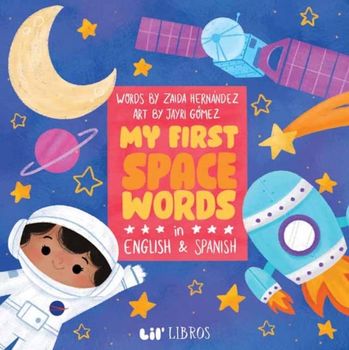 WORDS BY ZAIDA HERNÁNDEZ
ART BY JAYRI GÓMEZ
MY FIRST
SPACE
WORDS
in
ENGLISH & SPANISH
LIL' LIBROS